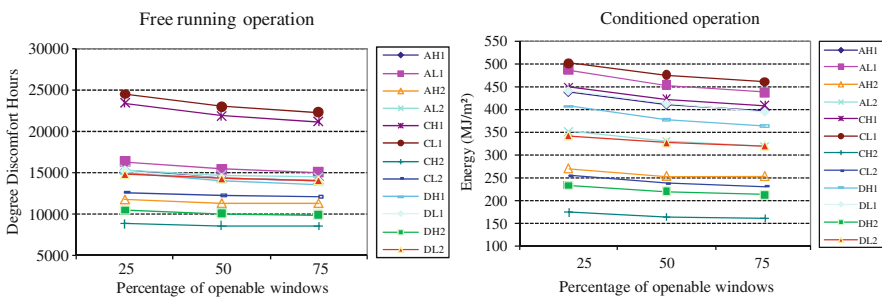 Free running operation
Degree Discomfort Hours
30000
25000
20000
15000
10000
5000
25
50
75
Percentage of openable windows
AH1
AL1
AH2
AL2
CH1
CL1
CH2
CL2
DH1
DL1
DH2
DL2
Conditioned operation
Energy (MJ/m²)
550
500
450
400
350
300
250
200
150
100
25
50
75
Percentage of openable windows
AH1
AL1
AH2
AL2
CH1
CL1
CH2
CL2
DH1
DL1
DH2
DL2